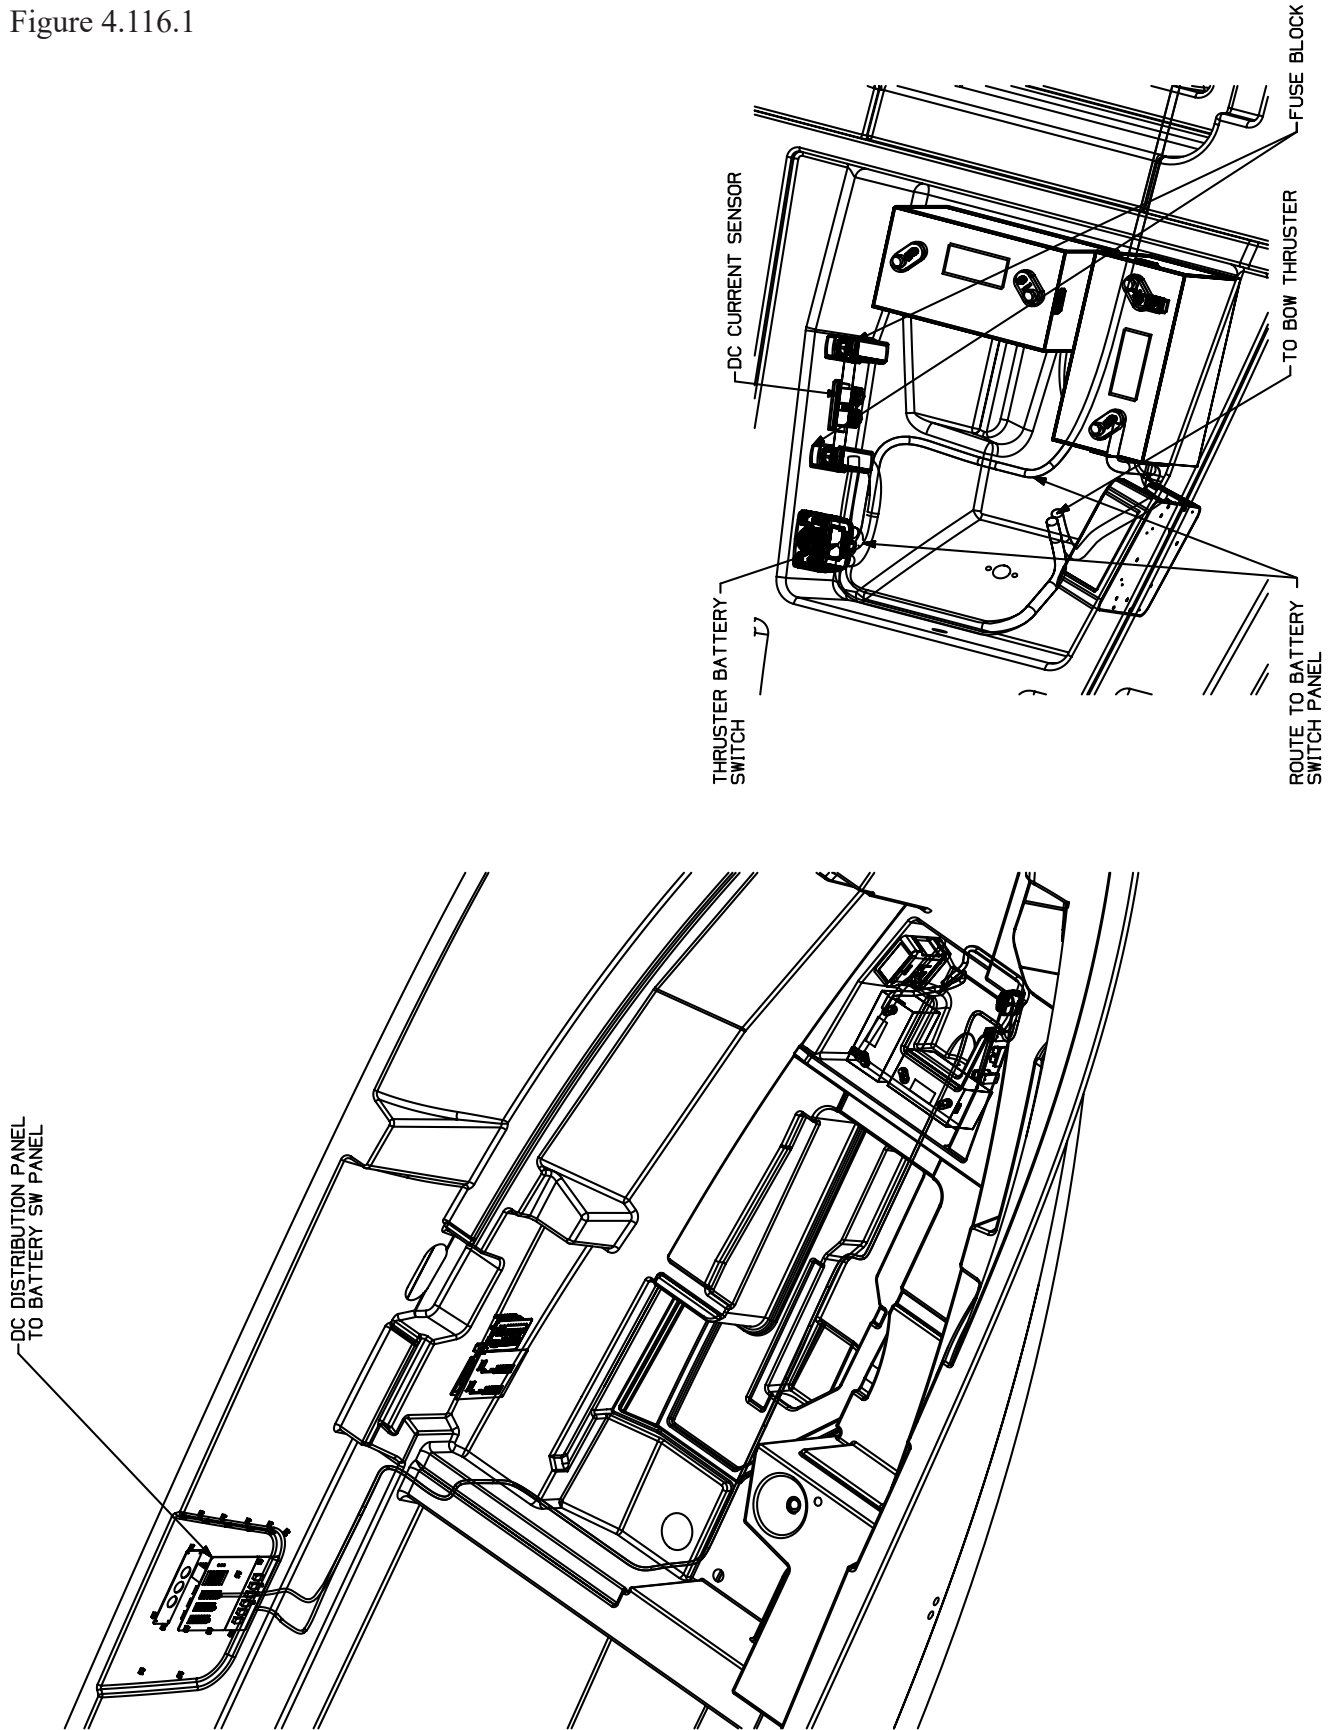 Figure 4.116.1
FUSE BLOCK
DC CURRENT SENSOR
TO BOW THRUSTER
THRUSTER BATTERY
SWITCH
ROUTE TO BATTERY
SWITCH PANEL
DC DISTRIBUTION PANEL
TO BATTERY SW PANEL